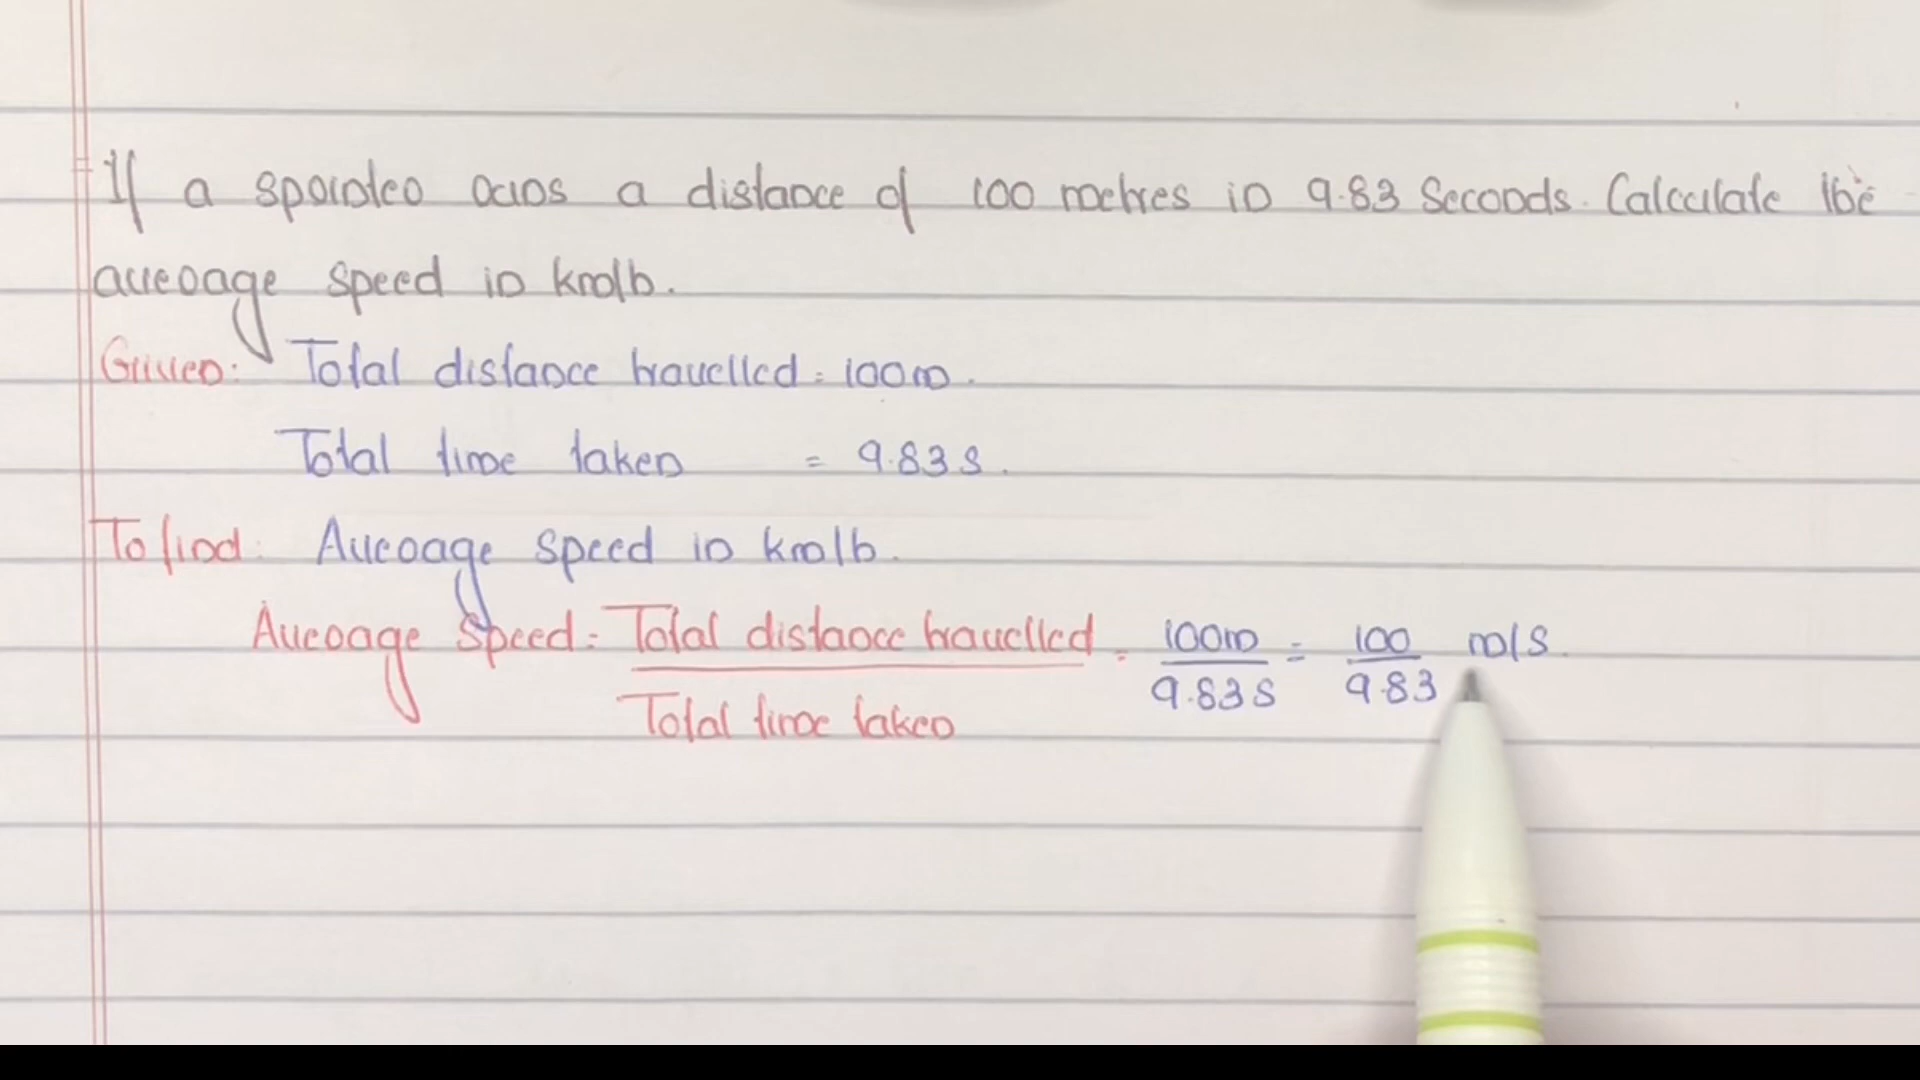 If a sprinter runs a distance of 100 metres in 9.83 Seconds. Calculate the
average speed in km/h.
Given: Total distance travelled = 100m.
Total time taken = 9.83 s.
To find: Average speed in km/h.
Average Speed = Total distance travelled / Total time taken = 100m / 9.83s = 100 / 9.83 m/s.